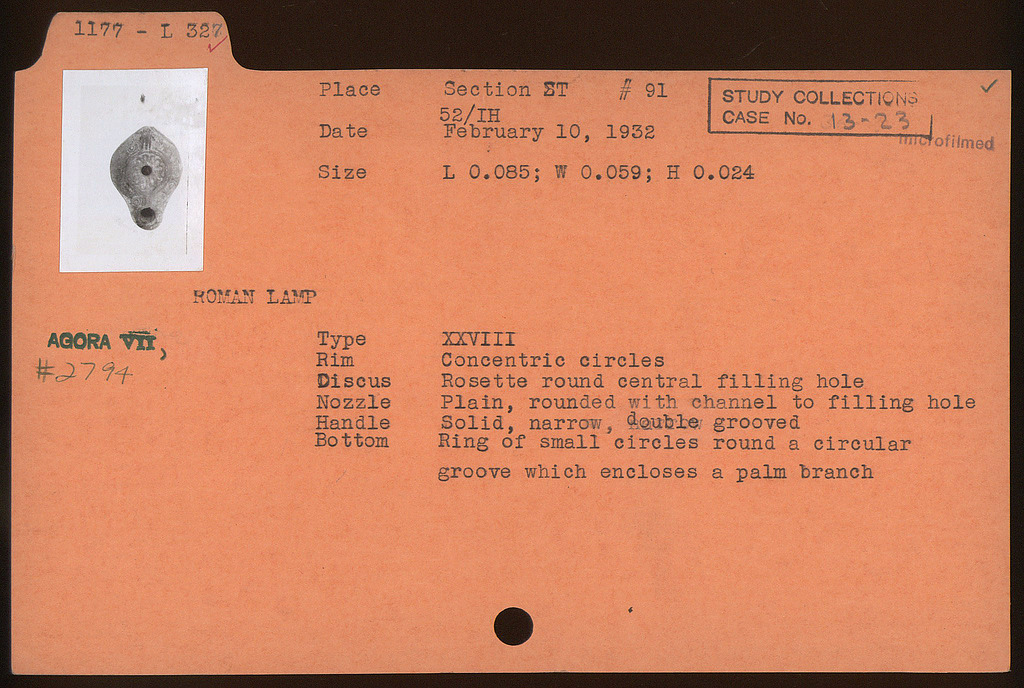 1177 - L 327
Place Section ΣT # 91
52/IH
Date February 10, 1932
Size L 0.085; W 0.059; H 0.024
STUDY COLLECTIONS
CASE No. 13-23
microfilmed
ROMAN LAMP
AGORA VII,
#2794
Type XXVIII
Rim Concentric circles
Discus Rosette round central filling hole
Nozzle Plain, rounded with channel to filling hole
Handle Solid, narrow, double grooved
Bottom Ring of small circles round a circular
groove which encloses a palm branch